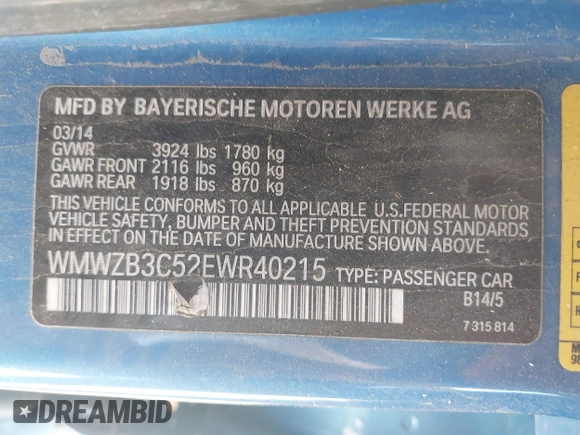 MFD BY BAYERISCHE MOTOREN WERKE AG
03/14
GVWR 3924 lbs 1780 kg
GAWR FRONT 2116 lbs 960 kg
GAWR REAR 1918 lbs 870 kg
THIS VEHICLE CONFORMS TO ALL APPLICABLE U.S.FEDERAL MOTOR
VEHICLE SAFETY, BUMPER AND THEFT PREVENTION STANDARDS
IN EFFECT ON THE DATE OF MANUFACTURE SHOWN ABOVE.
WMWZB3C52EWR40215 TYPE: PASSENGER CAR
B14/5
7 315 814
DREAMBID